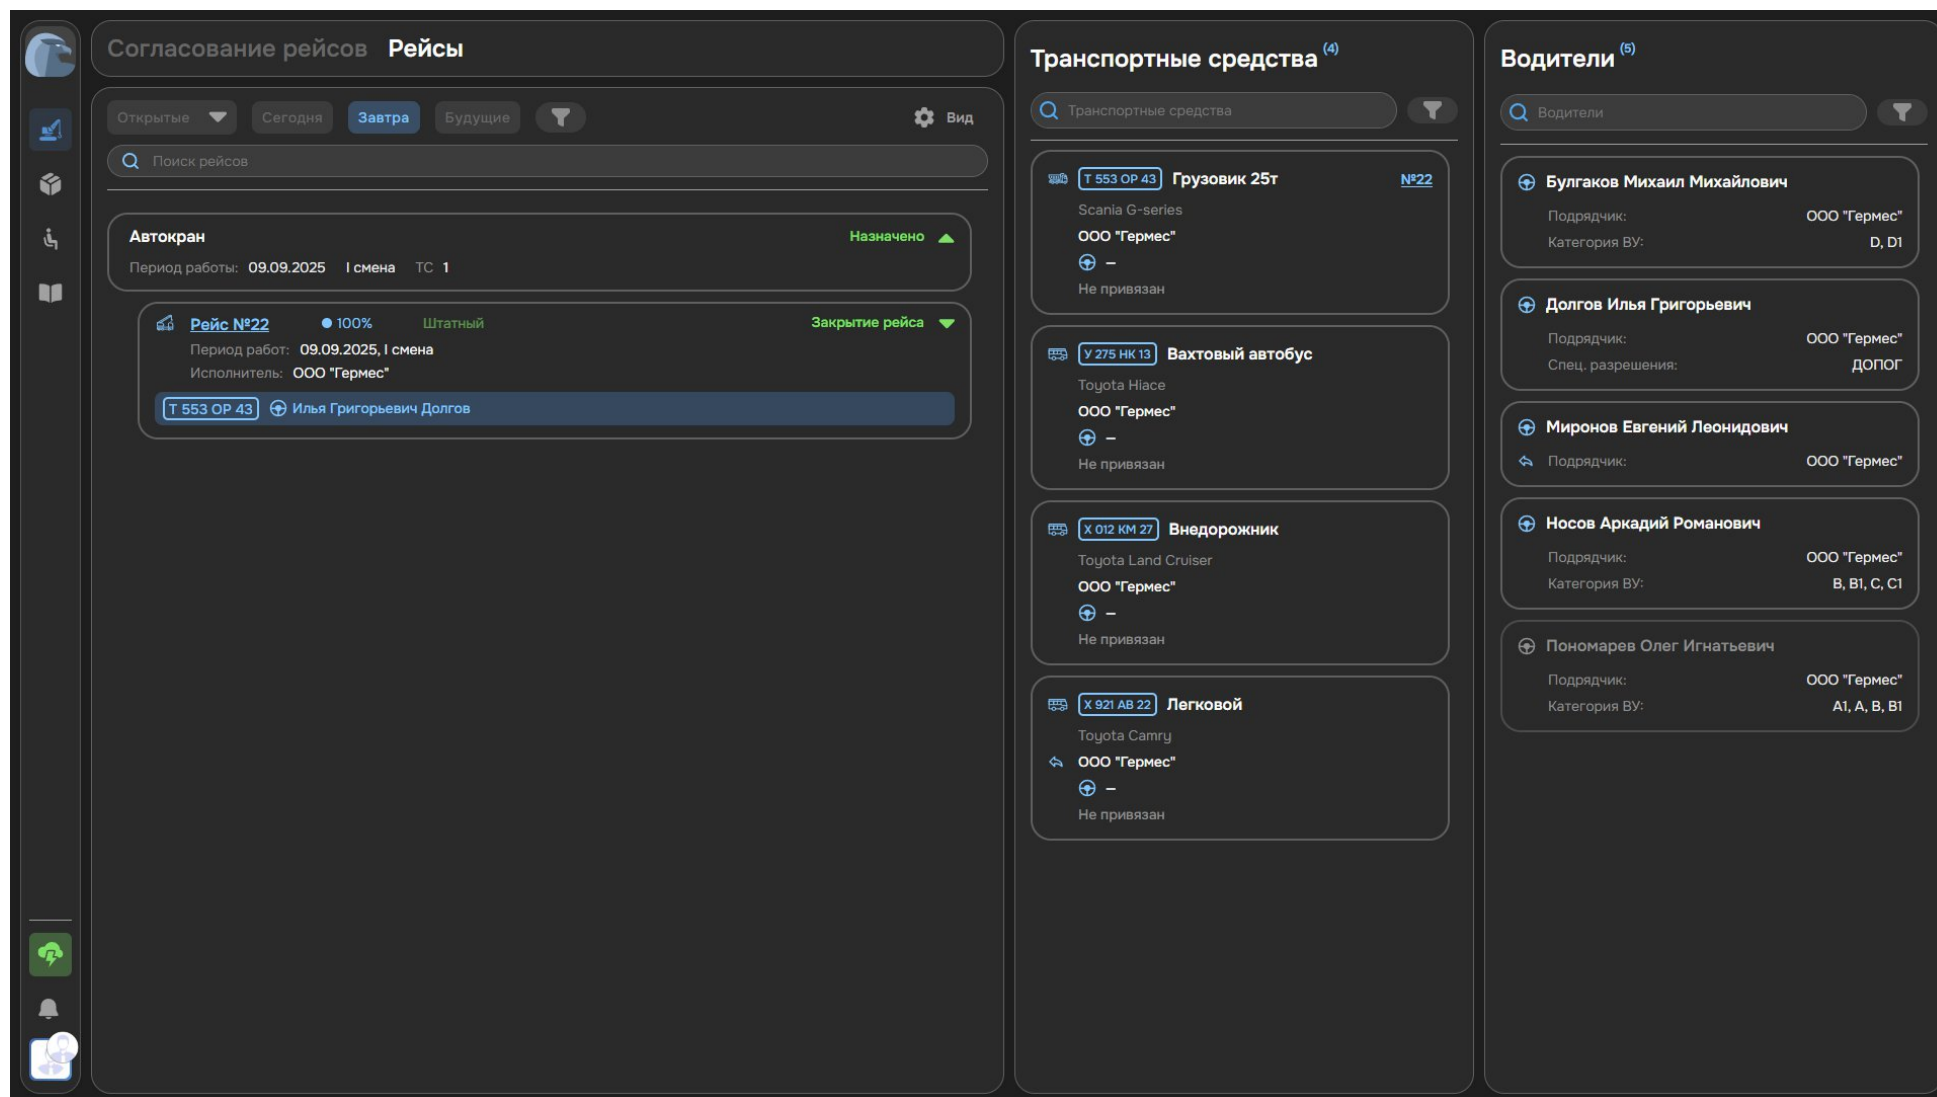 Согласование рейсов Рейсы
Открытые Сегодня Завтра Будущие Вид
Поиск рейсов
Автокран Назначено
Период работы: 09.09.2025 I смена ТС 1
Рейс №22 100% Штатный Закрытие рейса
Период работ: 09.09.2025, I смена
Исполнитель: ООО "Гермес"
Т 553 ОР 43 Илья Григорьевич Долгов
Транспортные средства (4)
Транспортные средства
Т 553 ОР 43 Грузовик 25т №22
Scania G-series
ООО "Гермес"
–
Не привязан
У 275 НК 13 Вахтовый автобус
Toyota Hiace
ООО "Гермес"
–
Не привязан
Х 012 КМ 27 Внедорожник
Toyota Land Cruiser
ООО "Гермес"
–
Не привязан
Х 921 АВ 22 Легковой
Toyota Camry
ООО "Гермес"
–
Не привязан
Водители (5)
Водители
Булгаков Михаил Михайлович
Подрядчик: ООО "Гермес"
Категория ВУ: D, D1
Долгов Илья Григорьевич
Подрядчик: ООО "Гермес"
Спец. разрешения: ДОПОГ
Миронов Евгений Леонидович
Подрядчик: ООО "Гермес"
Носов Аркадий Романович
Подрядчик: ООО "Гермес"
Категория ВУ: B, B1, C, C1
Пономарев Олег Игнатьевич
Подрядчик: ООО "Гермес"
Категория ВУ: A1, A, B, B1